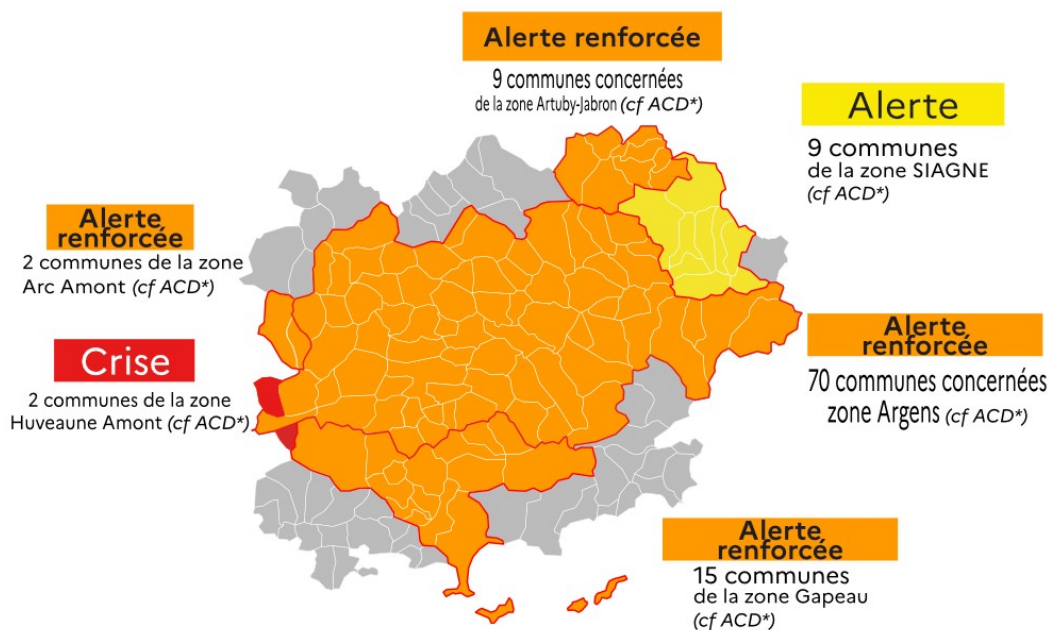 Alerte renforcée
9 communes concernées
de la zone Artuby-Jabron (cf ACD*)
Alerte
9 communes
de la zone SIAGNE
(cf ACD*)
Alerte
renforcée
2 communes de la zone
Arc Amont (cf ACD*)
Crise
2 communes de la zone
Huveaune Amont (cf ACD*)
Alerte
renforcée
70 communes concernées
zone Argens (cf ACD*)
Alerte
renforcée
15 communes
de la zone Gapeau
(cf ACD*)